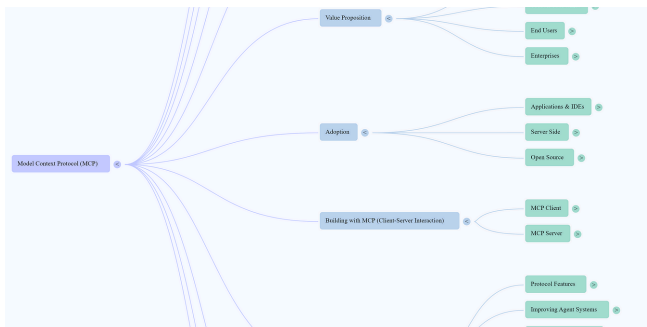 Value Proposition
End Users
Enterprises
Applications & IDEs
Adoption
Server Side
Open Source
Model Context Protocol (MCP)
MCP Client
Building with MCP (Client-Server Interaction)
MCP Server
Protocol Features
Improving Agent Systems